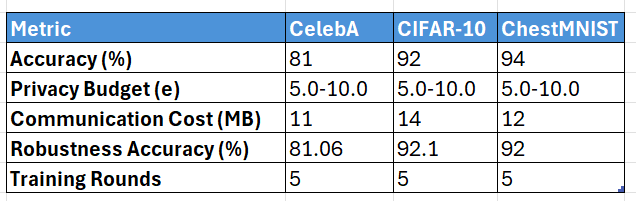 Metric CelebA CIFAR-10 ChestMNIST
Accuracy (%) 81 92 94
Privacy Budget (e) 5.0-10.0 5.0-10.0 5.0-10.0
Communication Cost (MB) 11 14 12
Robustness Accuracy (%) 81.06 92.1 92
Training Rounds 5 5 5